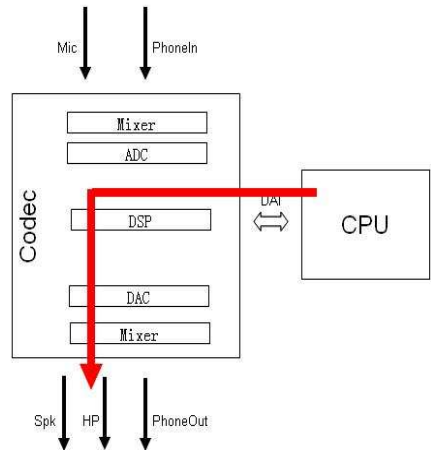 Mic
PhoneIn
Mixer
ADC
Codec
DAI
DSP
CPU
DAC
Mixer
Spk
HP
PhoneOut